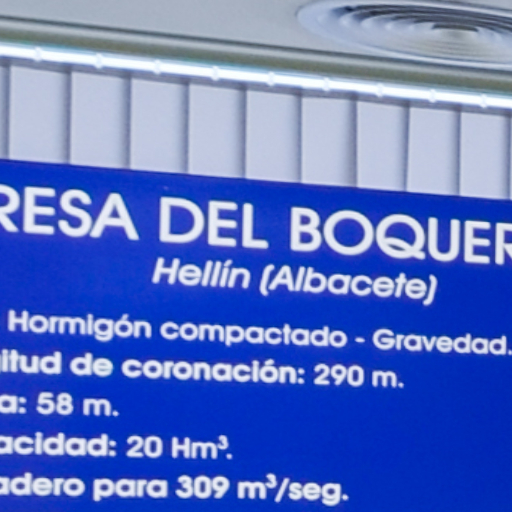 RESA DEL BOQUER
Hellín (Albacete)
Hormigón compactado - Gravedad.
itud de coronación: 290 m.
a: 58 m.
acidad: 20 Hm³.
adero para 309 m³/seg.